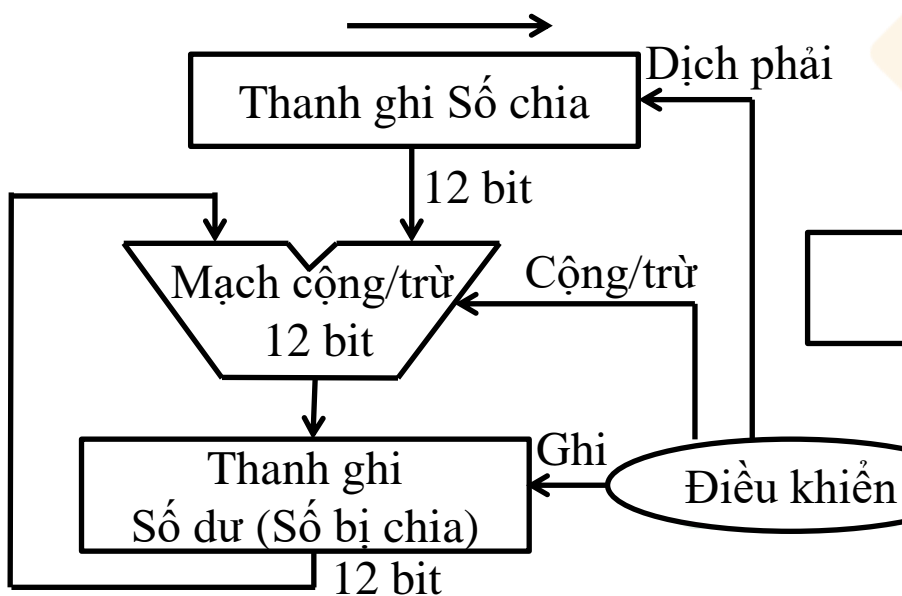 Dịch phải
Thanh ghi Số chia
12 bit
Mạch cộng/trừ
12 bit
Cộng/trừ
Thanh ghi
Số dư (Số bị chia)
Ghi
Điều khiển
12 bit